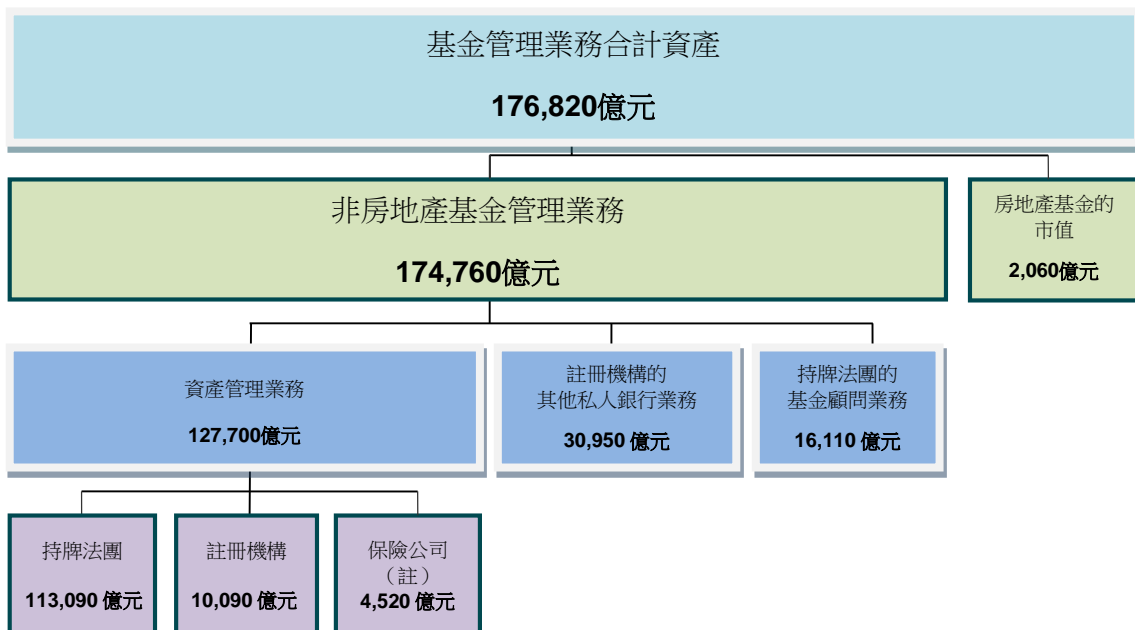 基金管理業務合計資產
176,820億元
非房地產基金管理業務
174,760億元
房地產基金的
市值
2,060億元
資產管理業務
127,700億元
註冊機構的
其他私人銀行業務
30,950 億元
持牌法團的
基金顧問業務
16,110 億元
持牌法團
113,090 億元
註冊機構
10,090 億元
保險公司
（註）
4,520 億元